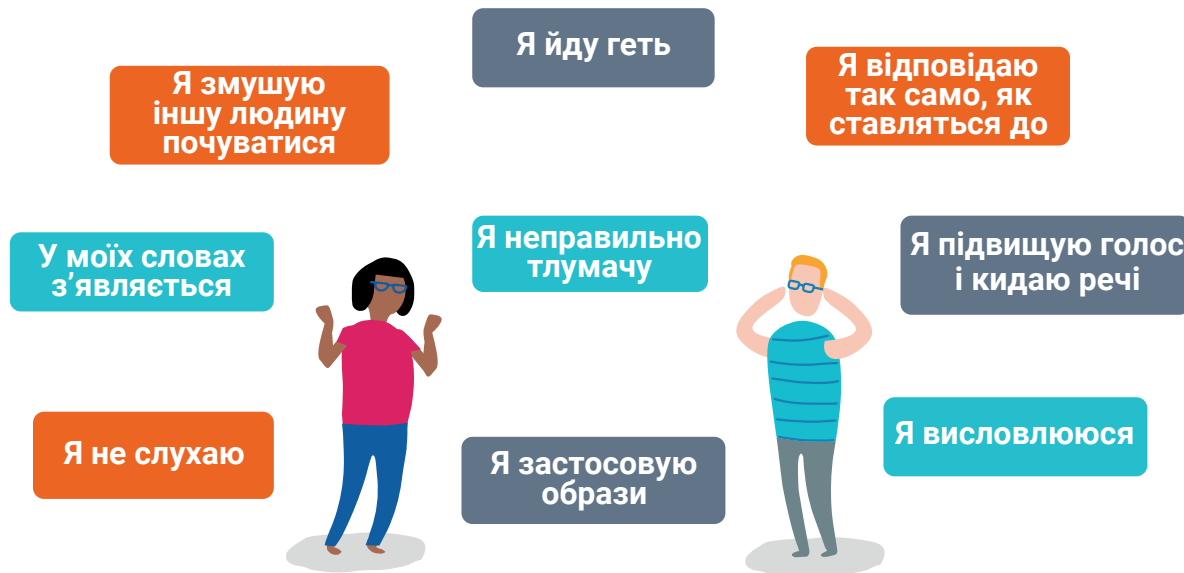 Я йду геть
Я змушую
іншу людину
почуватися
Я відповідаю
так само, як
ставляться до
У моїх словах
з’являється
Я неправильно
тлумачу
Я підвищую голос
і кидаю речі
Я не слухаю
Я застосовую
образи
Я висловлююся